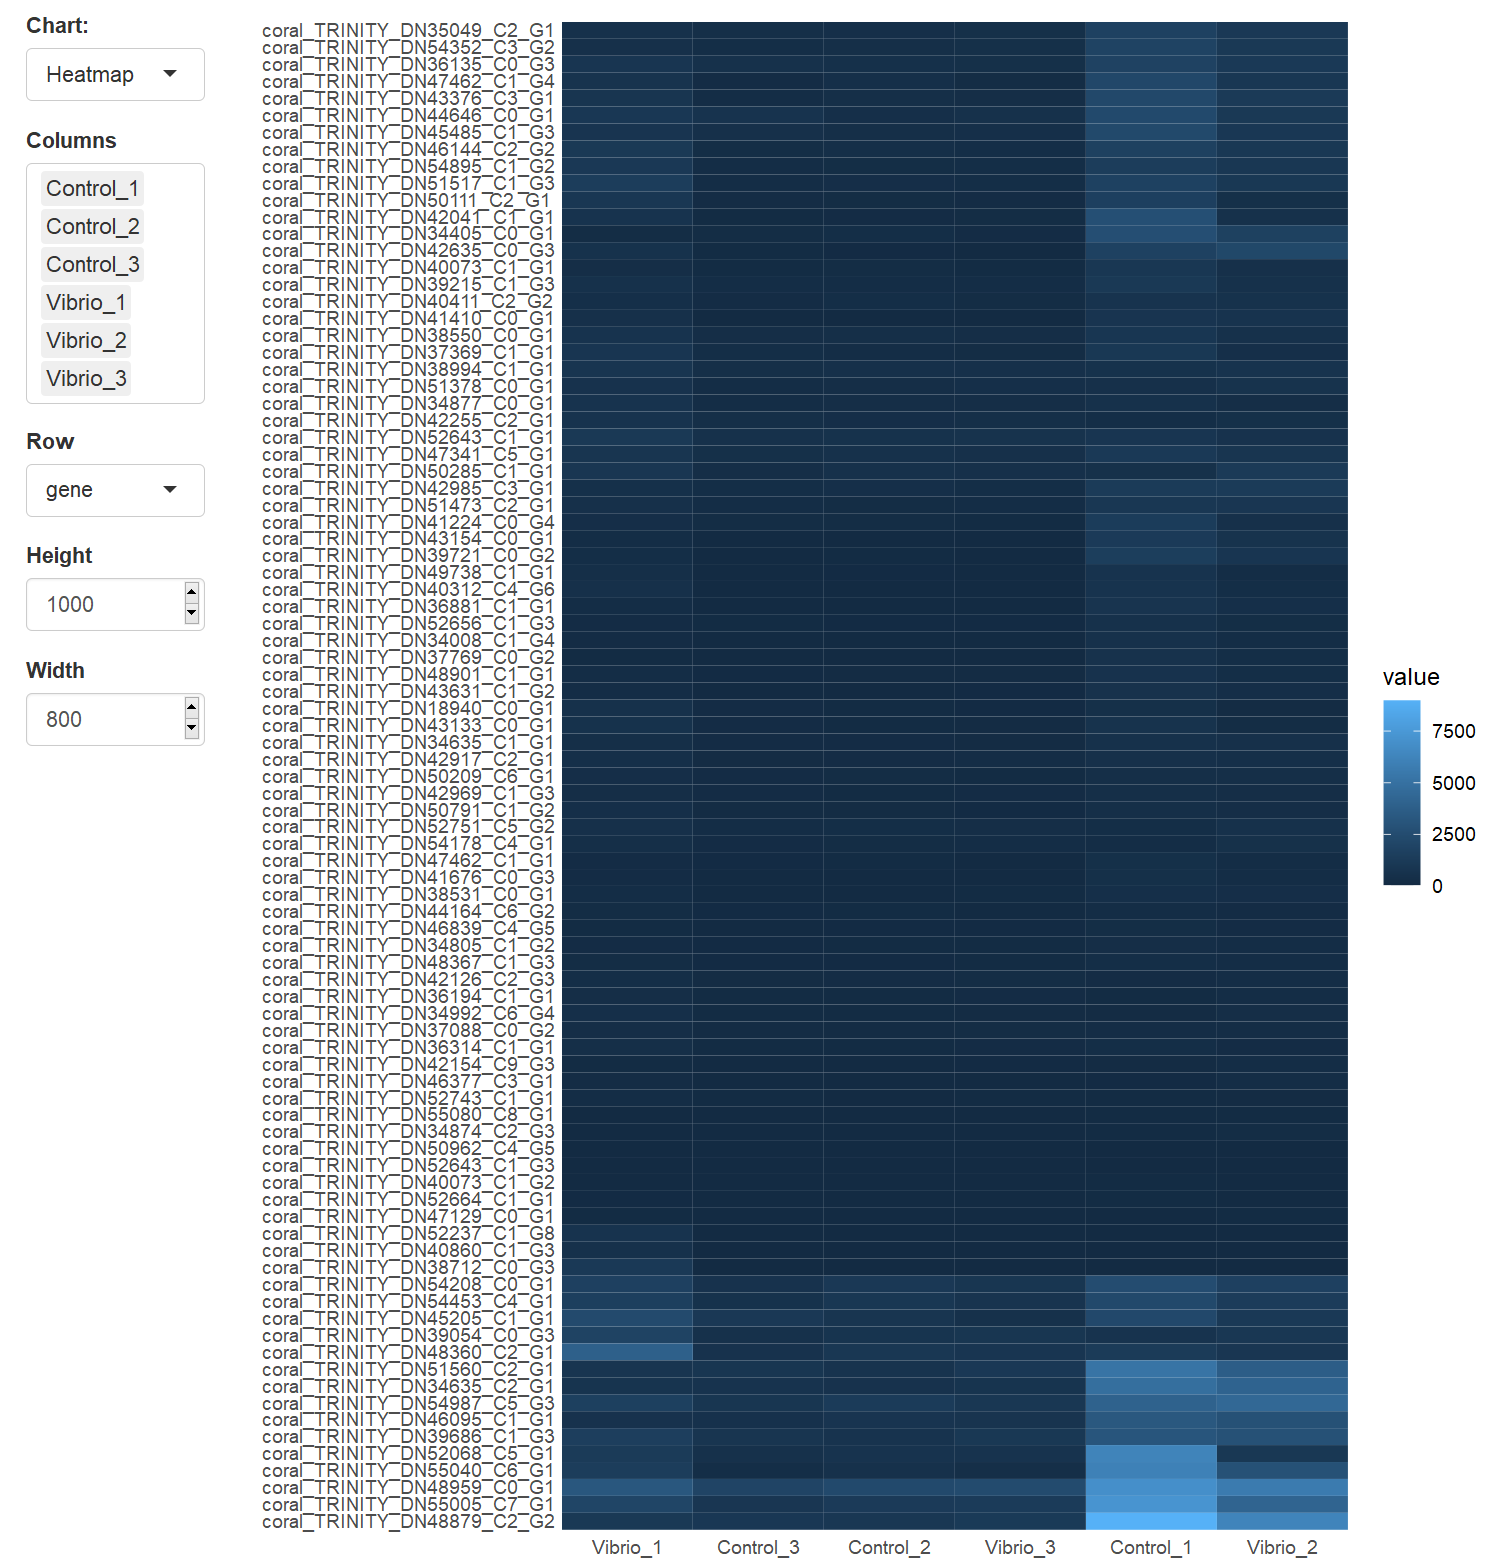 Chart:
Heatmap
Columns
Control_1
Control_2
Control_3
Vibrio_1
Vibrio_2
Vibrio_3
Row
gene
Height
1000
Width
800
coral_TRINITY_DN35049_C2_G1
coral_TRINITY_DN54352_C3_G2
coral_TRINITY_DN36135_C0_G3
coral_TRINITY_DN47462_C1_G4
coral_TRINITY_DN43376_C3_G1
coral_TRINITY_DN44646_C0_G1
coral_TRINITY_DN45485_C1_G3
coral_TRINITY_DN46144_C2_G2
coral_TRINITY_DN54895_C1_G2
coral_TRINITY_DN51517_C1_G3
coral_TRINITY_DN50111_C2_G1
coral_TRINITY_DN42041_C1_G1
coral_TRINITY_DN34405_C0_G1
coral_TRINITY_DN42635_C0_G3
coral_TRINITY_DN40073_C1_G1
coral_TRINITY_DN39215_C1_G3
coral_TRINITY_DN40411_C2_G2
coral_TRINITY_DN41410_C0_G1
coral_TRINITY_DN38550_C0_G1
coral_TRINITY_DN37369_C1_G1
coral_TRINITY_DN38994_C1_G1
coral_TRINITY_DN51378_C0_G1
coral_TRINITY_DN34877_C0_G1
coral_TRINITY_DN42255_C2_G1
coral_TRINITY_DN52643_C1_G1
coral_TRINITY_DN47341_C5_G1
coral_TRINITY_DN50285_C1_G1
coral_TRINITY_DN42985_C3_G1
coral_TRINITY_DN51473_C2_G1
coral_TRINITY_DN41224_C0_G4
coral_TRINITY_DN43154_C0_G1
coral_TRINITY_DN39721_C0_G2
coral_TRINITY_DN49738_C1_G1
coral_TRINITY_DN40312_C4_G6
coral_TRINITY_DN36881_C1_G1
coral_TRINITY_DN52656_C1_G3
coral_TRINITY_DN34008_C1_G4
coral_TRINITY_DN37769_C0_G2
coral_TRINITY_DN48901_C1_G1
coral_TRINITY_DN43631_C1_G2
coral_TRINITY_DN18940_C0_G1
coral_TRINITY_DN43133_C0_G1
coral_TRINITY_DN34635_C1_G1
coral_TRINITY_DN42917_C2_G1
coral_TRINITY_DN50209_C6_G1
coral_TRINITY_DN42969_C1_G3
coral_TRINITY_DN50791_C1_G2
coral_TRINITY_DN52751_C5_G2
coral_TRINITY_DN54178_C4_G1
coral_TRINITY_DN47462_C1_G1
coral_TRINITY_DN41676_C0_G3
coral_TRINITY_DN38531_C0_G1
coral_TRINITY_DN44164_C6_G2
coral_TRINITY_DN46839_C4_G5
coral_TRINITY_DN34805_C1_G2
coral_TRINITY_DN48367_C1_G3
coral_TRINITY_DN42126_C2_G3
coral_TRINITY_DN36194_C1_G1
coral_TRINITY_DN34992_C6_G4
coral_TRINITY_DN37088_C0_G2
coral_TRINITY_DN36314_C1_G1
coral_TRINITY_DN42154_C9_G3
coral_TRINITY_DN46377_C3_G1
coral_TRINITY_DN52743_C1_G1
coral_TRINITY_DN55080_C8_G1
coral_TRINITY_DN34874_C2_G3
coral_TRINITY_DN50962_C4_G5
coral_TRINITY_DN52643_C1_G3
coral_TRINITY_DN40073_C1_G2
coral_TRINITY_DN52664_C1_G1
coral_TRINITY_DN47129_C0_G1
coral_TRINITY_DN52237_C1_G8
coral_TRINITY_DN40860_C1_G3
coral_TRINITY_DN38712_C0_G3
coral_TRINITY_DN54208_C0_G1
coral_TRINITY_DN54453_C4_G1
coral_TRINITY_DN45205_C1_G1
coral_TRINITY_DN39054_C0_G3
coral_TRINITY_DN48360_C2_G1
coral_TRINITY_DN51560_C2_G1
coral_TRINITY_DN34635_C2_G1
coral_TRINITY_DN54987_C5_G3
coral_TRINITY_DN46095_C1_G1
coral_TRINITY_DN39686_C1_G3
coral_TRINITY_DN52068_C5_G1
coral_TRINITY_DN55040_C6_G1
coral_TRINITY_DN48959_C0_G1
coral_TRINITY_DN55005_C7_G1
coral_TRINITY_DN48879_C2_G2
Vibrio_1 Control_3 Control_2 Vibrio_3 Control_1 Vibrio_2
value
7500
5000
2500
0